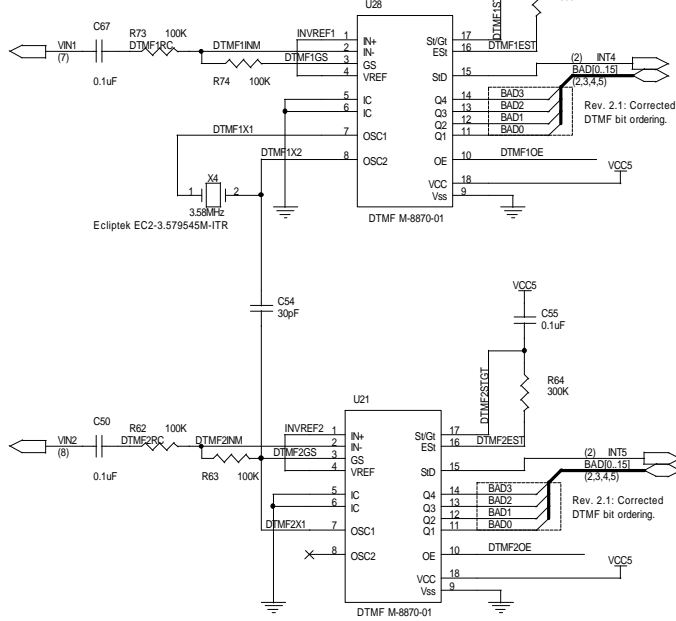 U28
C67
R73 100K
VIN1
DTMF1RC
DTMF1INM
INVREF1
(7)
DTMF1GS
0.1uF
R74 100K
1 IN+
2 IN-
3 GS
4 VREF
5 IC
6 IC
7 OSC1
8 OSC2
St/Gt 17
ESt 16
StD 15
Q4 14
Q3 13
Q2 12
Q1 11
OE 10
VCC 18
Vss 9
DTMF1EST
(2) INT4
BAD[0..15]
(2,3,4,5)
BAD3
BAD2
BAD1
BAD0
Rev. 2.1: Corrected
DTMF bit ordering.
DTMF1X1
DTMF1X2
DTMF1OE
VCC5
X4
1 2
3.58MHz
Ecliptek EC2-3.579545M-ITR
DTMF M-8870-01
C54
30pF
VCC5
C55
0.1uF
R64
300K
DTMF2STGT
U21
C50
R62 100K
VIN2
DTMF2RC
DTMF2INM
INVREF2
(8)
DTMF2GS
0.1uF
R63 100K
1 IN+
2 IN-
3 GS
4 VREF
5 IC
6 IC
7 OSC1
8 OSC2
St/Gt 17
ESt 16
StD 15
Q4 14
Q3 13
Q2 12
Q1 11
OE 10
VCC 18
Vss 9
DTMF2EST
(2) INT5
BAD[0..15]
(2,3,4,5)
BAD3
BAD2
BAD1
BAD0
Rev. 2.1: Corrected
DTMF bit ordering.
DTMF2X1
DTMF2OE
VCC5
DTMF M-8870-01